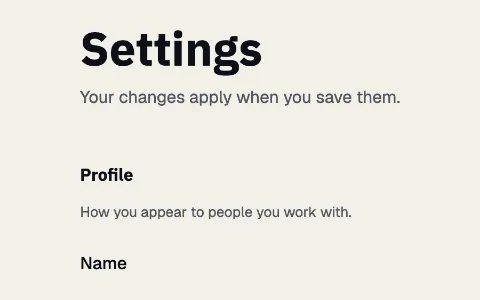 Settings
Your changes apply when you save them.
Profile
How you appear to people you work with.
Name